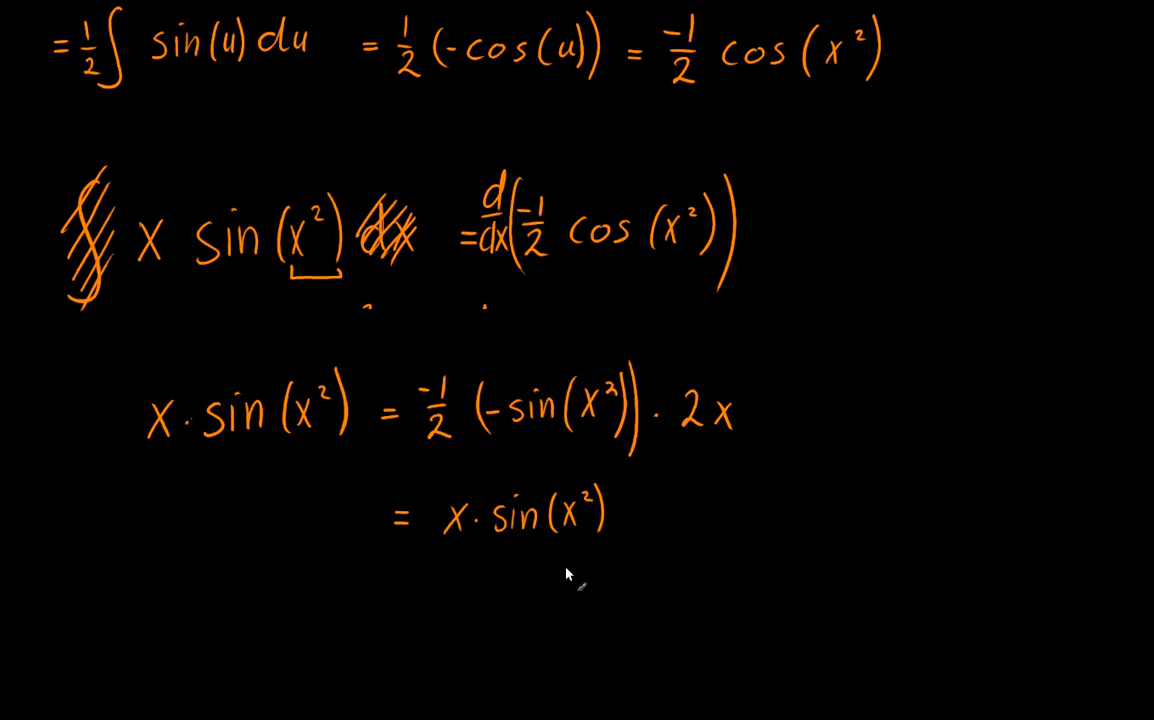 = 1/2 ∫ sin(u) du = 1/2 (-cos(u)) = -1/2 cos(x²)
∫ x sin(x²) dx = d/dx(-1/2 cos(x²))
x · sin(x²) = -1/2 (-sin(x²)) · 2x
= x · sin(x²)